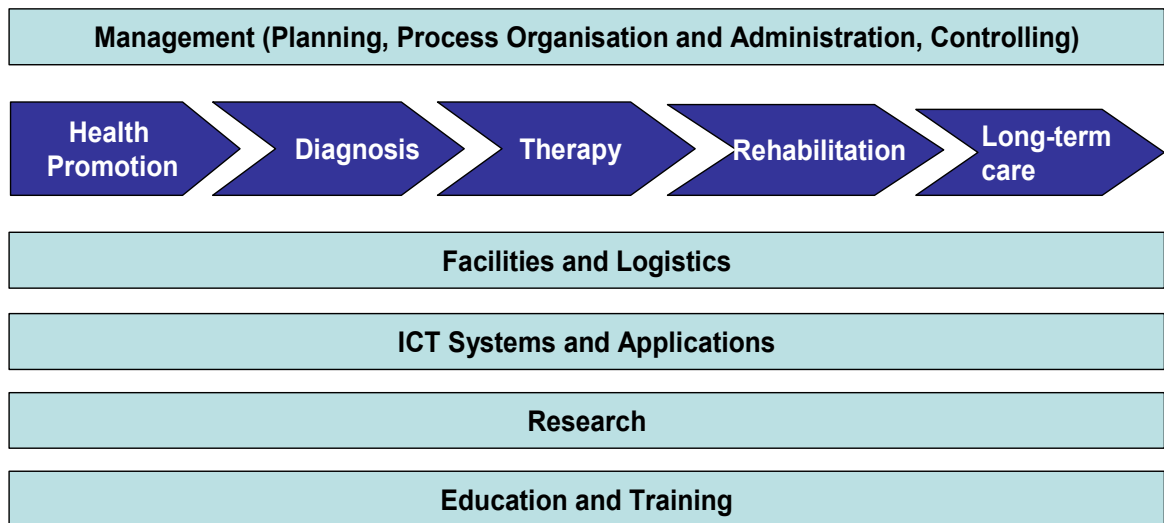 Management (Planning, Process Organisation and Administration, Controlling)
Health
Promotion
Diagnosis
Therapy
Rehabilitation
Long-term
care
Facilities and Logistics
ICT Systems and Applications
Research
Education and Training